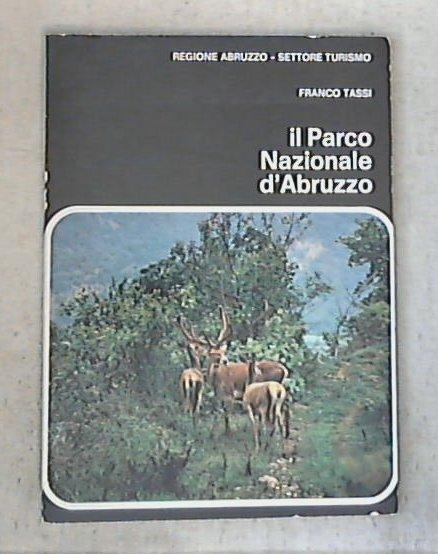 REGIONE ABRUZZO - SETTORE TURISMO
FRANCO TASSI
il Parco
Nazionale
d'Abruzzo